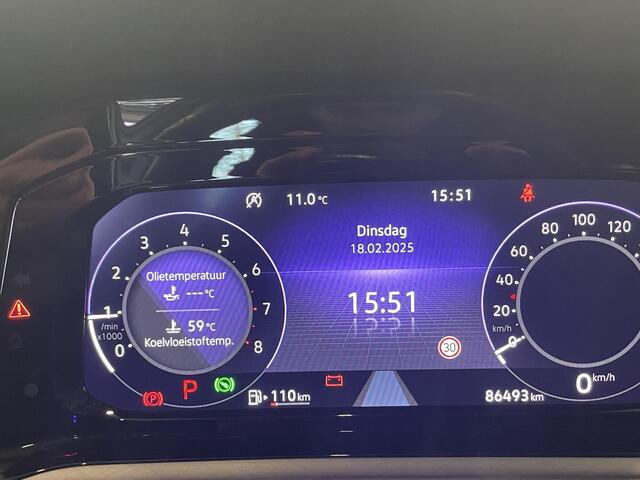 11.0 °C
15:51
Dinsdag
18.02.2025
15:51
30
Olietemperatuur
---°C
59 °C
Koelvloeistoftemp.
0
1
2
3
4
5
6
7
8
/min
x1000
P
P
110 km
0
20
40
60
80
100
120
0 km/h
86493 km